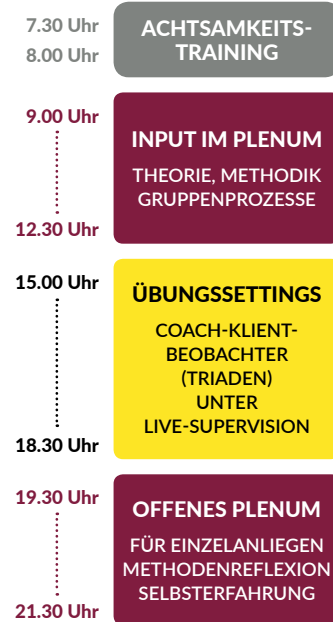 7.30 Uhr
8.00 Uhr
ACHTSAMKEITS-
TRAINING
9.00 Uhr
12.30 Uhr
INPUT IM PLENUM
THEORIE, METHODIK
GRUPPENPROZESSE
15.00 Uhr
18.30 Uhr
ÜBUNGSSETTINGS
COACH-KLIENT-
BEOBACHTER
(TRIADEN)
UNTER
LIVE-SUPERVISION
19.30 Uhr
21.30 Uhr
OFFENES PLENUM
FÜR EINZELANLIEGEN
METHODENREFLEXION
SELBSTERFAHRUNG